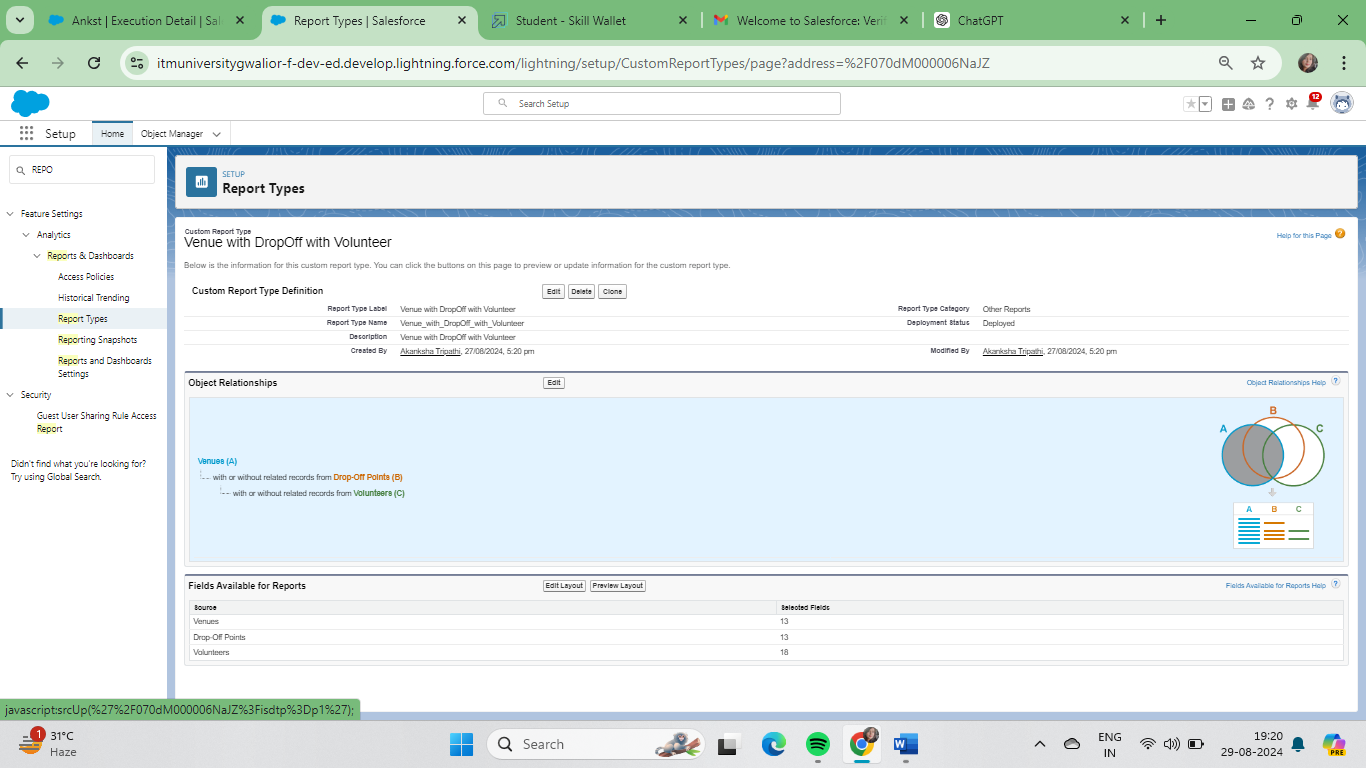 Ankst | Execution Detail | Sal
Report Types | Salesforce
Student - Skill Wallet
Welcome to Salesforce: Verif
ChatGPT
itmuniversitygwalior-f-dev-ed.develop.lightning.force.com/lightning/setup/CustomReportTypes/page?address=%2F070dM000006NaJZ
Search Setup
12
Setup
Home
Object Manager
REPO
Feature Settings
Analytics
Reports & Dashboards
Access Policies
Historical Trending
Report Types
Reporting Snapshots
Reports and Dashboards
Settings
Security
Guest User Sharing Rule Access
Report
Didn't find what you're looking for?
Try using Global Search.
SETUP
Report Types
Custom Report Type
Venue with DropOff with Volunteer
Help for this Page
Below is the information for this custom report type. You can click the buttons on this page to preview or update information for the custom report type.
Custom Report Type Definition
Edit Delete Clone
Report Type Label Venue with DropOff with Volunteer Report Type Category Other Reports
Report Type Name Venue_with_DropOff_with_Volunteer Deployment Status Deployed
Description Venue with DropOff with Volunteer
Created By Akanksha Tripathi, 27/08/2024, 5:20 pm Modified By Akanksha Tripathi, 27/08/2024, 5:20 pm
Object Relationships Edit Object Relationships Help ?
Venues (A)
with or without related records from Drop-Off Points (B)
with or without related records from Volunteers (C)
B
A C
A B C
Fields Available for Reports Edit Layout Preview Layout Fields Available for Reports Help ?
Source Selected Fields
Venues 13
Drop-Off Points 13
Volunteers 18
javascript:srcUp(%27%2F070dM000006NaJZ%3Fisdtp%3Dp1%27);
1
31°C
Haze
Search
ENG
IN
19:20
29-08-2024
PRE